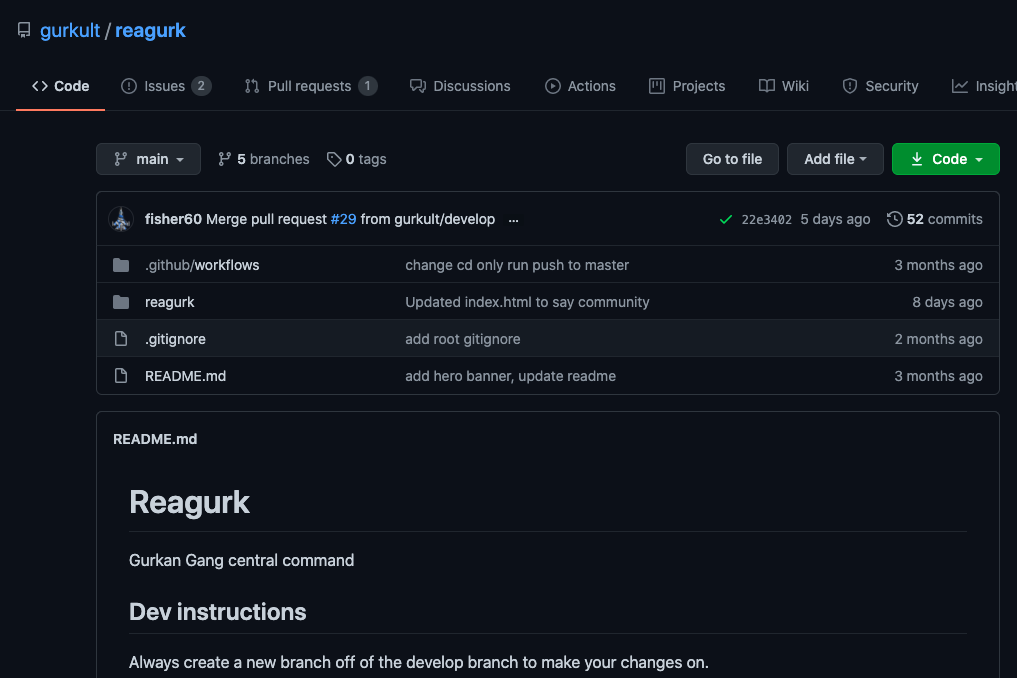 gurkult / reagurk
Code Issues 2 Pull requests 1 Discussions Actions Projects Wiki Security Insight
main 5 branches 0 tags Go to file Add file Code
fisher60 Merge pull request #29 from gurkult/develop ... 22e3402 5 days ago 52 commits
.github/workflows change cd only run push to master 3 months ago
reagurk Updated index.html to say community 8 days ago
.gitignore add root gitignore 2 months ago
README.md add hero banner, update readme 3 months ago
README.md
Reagurk
Gurkan Gang central command
Dev instructions
Always create a new branch off of the develop branch to make your changes on.